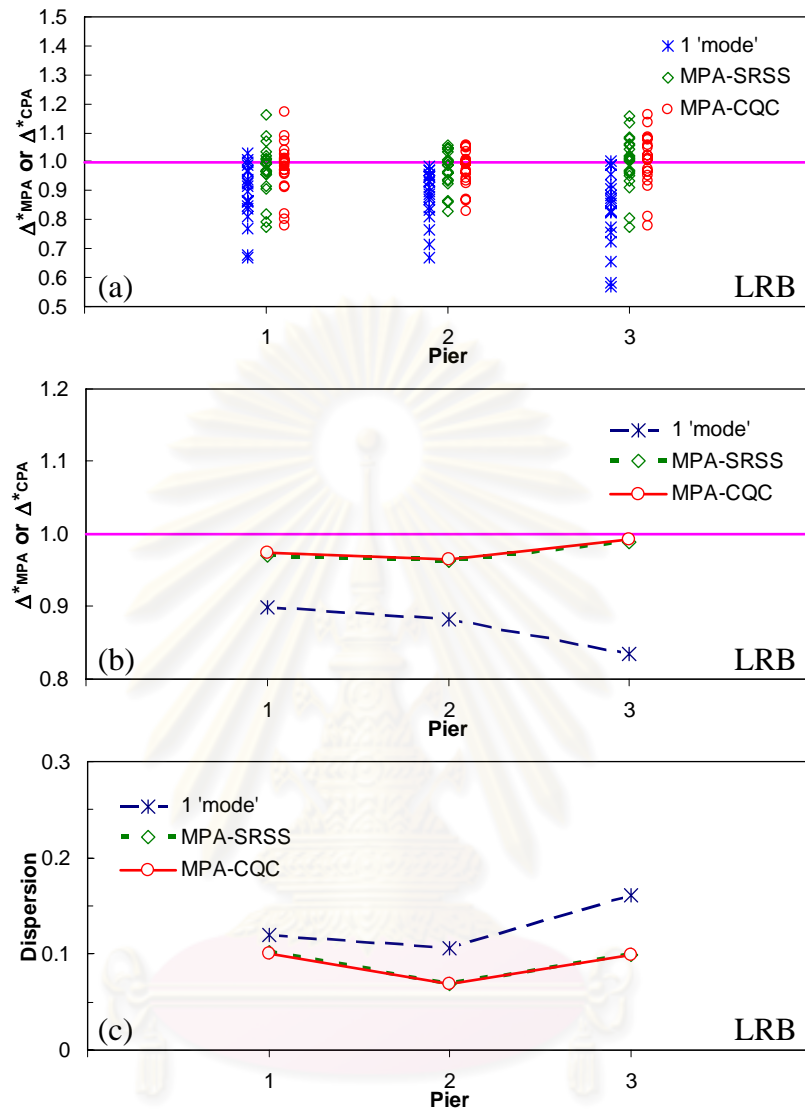 1.5
1.4
1.3
1.2
1.1
1.0
0.9
0.8
0.7
0.6
0.5
Δ*MPA or Δ*CPA
1 'mode'
MPA-SRSS
MPA-CQC
(a)
LRB
1
2
3
Pier
1.2
1.1
1.0
0.9
0.8
Δ*MPA or Δ*CPA
1 'mode'
MPA-SRSS
MPA-CQC
(b)
LRB
1
2
3
Pier
0.3
0.2
0.1
0
Dispersion
1 'mode'
MPA-SRSS
MPA-CQC
(c)
LRB
1
2
3
Pier